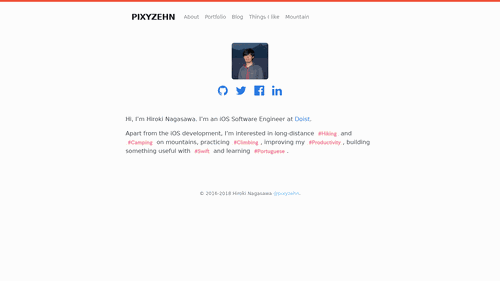 PIXYZEHN
About Portfolio Blog Things I like Mountain
Hi, I'm Hiroki Nagasawa. I'm an iOS Software Engineer at Doist.
Apart from the iOS development, I'm interested in long-distance #Hiking and
#Camping on mountains, practicing #Climbing, improving my #Productivity, building
something useful with #Swift and learning #Portuguese.
© 2016-2018 Hiroki Nagasawa @pixyzehn.